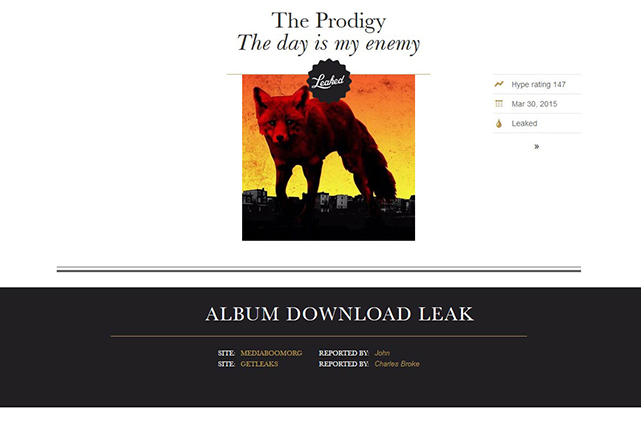 The Prodigy
The day is my enemy
Leaked
Hype rating 147
Mar 30, 2015
Leaked
»
ALBUM DOWNLOAD LEAK
SITE: MEDIABOOMORG REPORTED BY: John
SITE: GETLEAKS REPORTED BY: Charles Broke